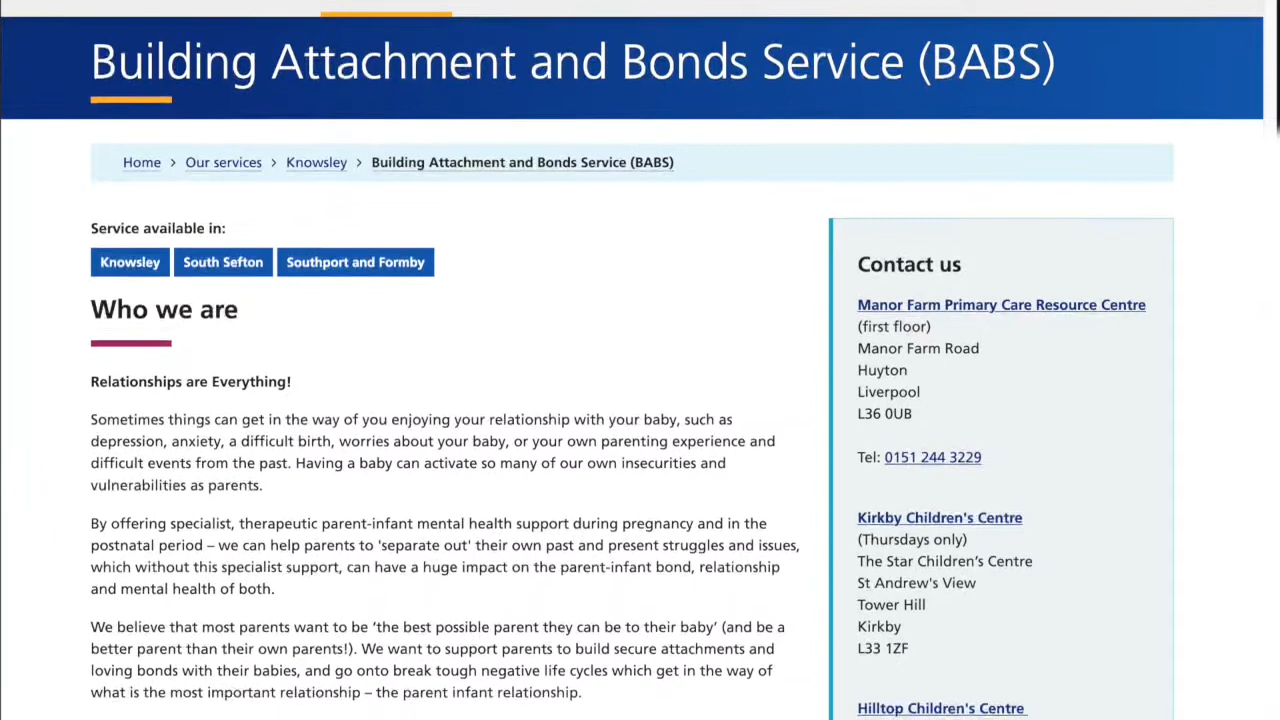 Building Attachment and Bonds Service (BABS)
Home > Our services > Knowsley > Building Attachment and Bonds Service (BABS)
Service available in:
Knowsley South Sefton Southport and Formby
Who we are
Relationships are Everything!
Sometimes things can get in the way of you enjoying your relationship with your baby, such as
depression, anxiety, a difficult birth, worries about your baby, or your own parenting experience and
difficult events from the past. Having a baby can activate so many of our own insecurities and
vulnerabilities as parents.
By offering specialist, therapeutic parent-infant mental health support during pregnancy and in the
postnatal period – we can help parents to 'separate out' their own past and present struggles and issues,
which without this specialist support, can have a huge impact on the parent-infant bond, relationship
and mental health of both.
We believe that most parents want to be ‘the best possible parent they can be to their baby’ (and be a
better parent than their own parents!). We want to support parents to build secure attachments and
loving bonds with their babies, and go onto break tough negative life cycles which get in the way of
what is the most important relationship – the parent infant relationship.
Contact us
Manor Farm Primary Care Resource Centre
(first floor)
Manor Farm Road
Huyton
Liverpool
L36 0UB
Tel: 0151 244 3229
Kirkby Children's Centre
(Thursdays only)
The Star Children’s Centre
St Andrew's View
Tower Hill
Kirkby
L33 1ZF
Hilltop Children's Centre